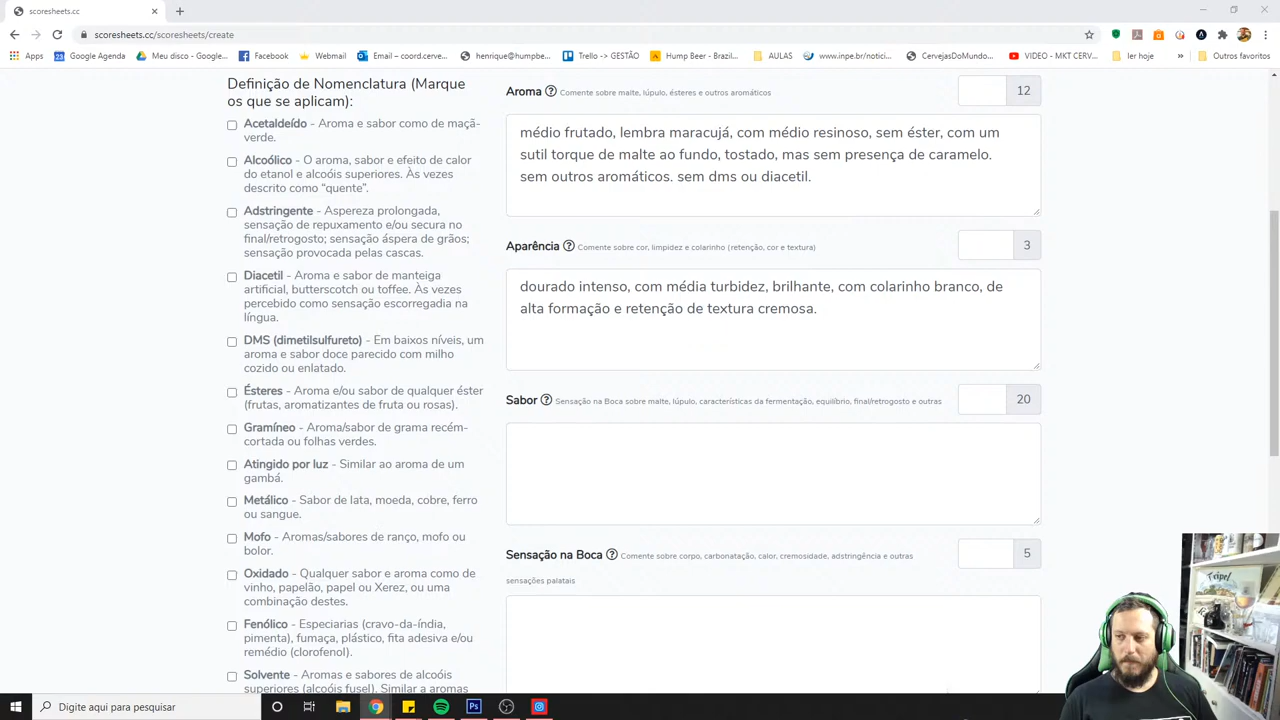 scoresheets.cc
scoresheets.cc/scoresheets/create
Apps
Google Agenda
Meu disco - Google...
Facebook
Webmail
Email – coord.cerve...
henrique@humpbe...
Trello -> GESTÃO
Hump Beer - Brazil...
AULAS
www.inpe.br/notici...
CervejasDoMundo...
VIDEO - MKT CERV...
ler hoje
Outros favoritos
Definição de Nomenclatura (Marque
os que se aplicam):
Acetaldeído - Aroma e sabor como de maçã-
verde.
Alcoólico - O aroma, sabor e efeito de calor
do etanol e alcoóis superiores. Às vezes
descrito como “quente”.
Adstringente - Aspereza prolongada,
sensação de repuxamento e/ou secura no
final/retrogosto; sensação áspera de grãos;
sensação provocada pelas cascas.
Diacetil - Aroma e sabor de manteiga
artificial, butterscotch ou toffee. Às vezes
percebido como sensação escorregadia na
língua.
DMS (dimetilsulfureto) - Em baixos níveis, um
aroma e sabor doce parecido com milho
cozido ou enlatado.
Ésteres - Aroma e/ou sabor de qualquer éster
(frutas, aromatizantes de fruta ou rosas).
Gramíneo - Aroma/sabor de grama recém-
cortada ou folhas verdes.
Atingido por luz - Similar ao aroma de um
gambá.
Metálico - Sabor de lata, moeda, cobre, ferro
ou sangue.
Mofo - Aromas/sabores de ranço, mofo ou
bolor.
Oxidado - Qualquer sabor e aroma como de
vinho, papelão, papel ou Xerez, ou uma
combinação destes.
Fenólico - Especiarias (cravo-da-índia,
pimenta), fumaça, plástico, fita adesiva e/ou
remédio (clorofenol).
Solvente - Aromas e sabores de alcoóis
superiores (alcoóis fusel). Similar a aromas
Aroma Comente sobre malte, lúpulo, ésteres e outros aromáticos
12
médio frutado, lembra maracujá, com médio resinoso, sem éster, com um
sutil torque de malte ao fundo, tostado, mas sem presença de caramelo.
sem outros aromáticos. sem dms ou diacetil.
Aparência Comente sobre cor, limpidez e colarinho (retenção, cor e textura)
3
dourado intenso, com média turbidez, brilhante, com colarinho branco, de
alta formação e retenção de textura cremosa.
Sabor Sensação na Boca sobre malte, lúpulo, características da fermentação, equilíbrio, final/retrogosto e outras
20
Sensação na Boca Comente sobre corpo, carbonatação, calor, cremosidade, adstringência e outras
sensações palatais
5
Tripel
Digite aqui para pesquisar
Ps